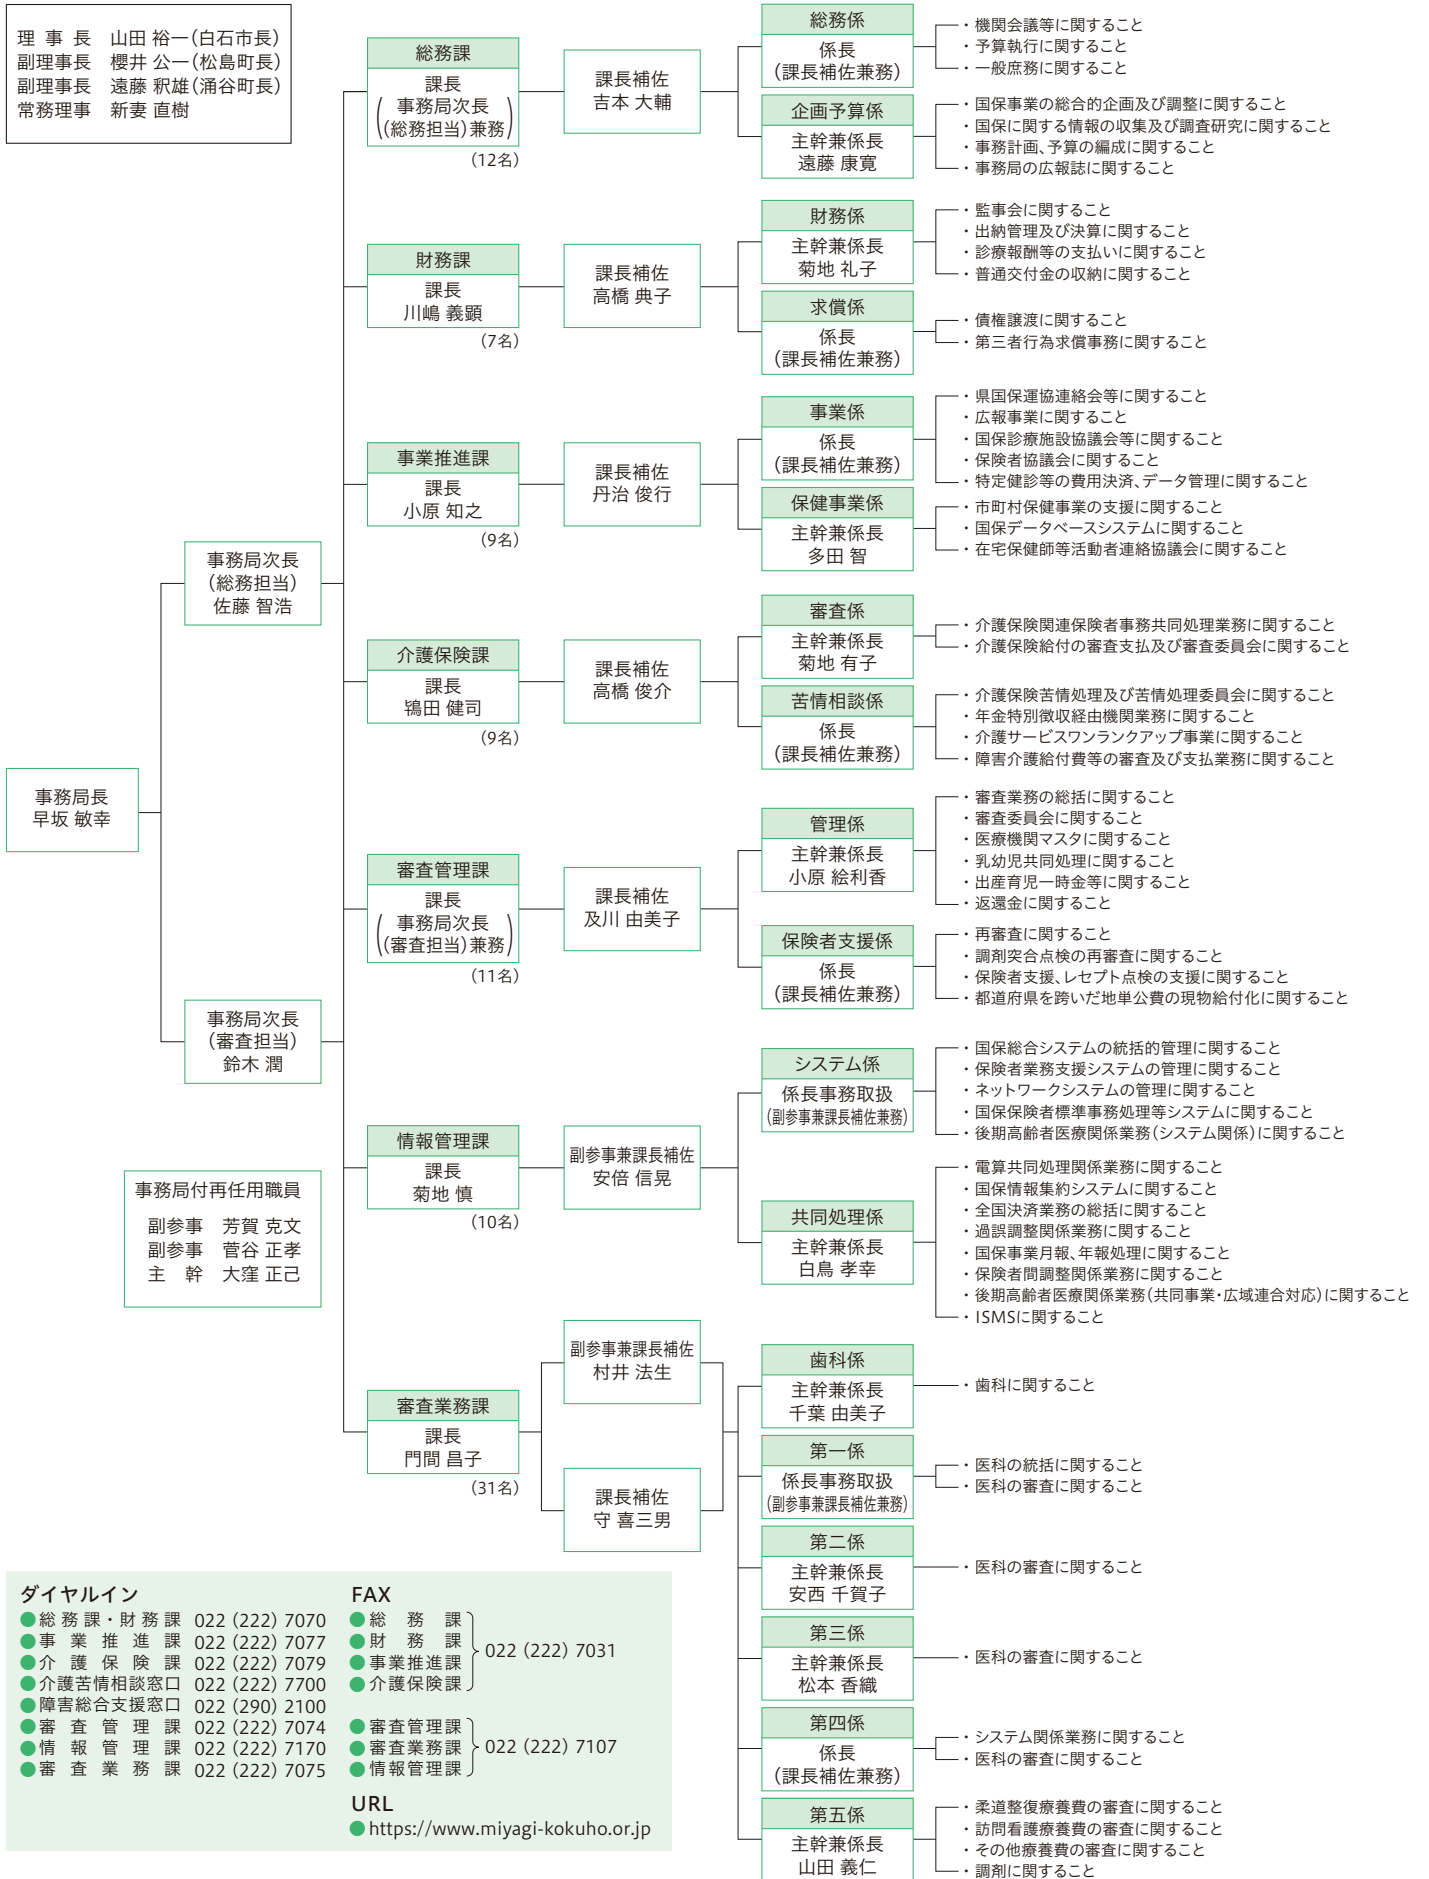 理事長 山田 裕一(白石市長)
副理事長 櫻井 公一(松島町長)
副理事長 遠藤 釈雄(涌谷町長)
常務理事 新妻 直樹
事務局長
早坂 敏幸
事務局次長
(総務担当)
佐藤 智浩
事務局次長
(審査担当)
鈴木 潤
事務局付再任用職員
副参事 芳賀 克文
副参事 菅谷 正孝
主幹 大窪 正己
総務課
課長
(事務局次長
(総務担当)兼務)
(12名)
課長補佐
吉本 大輔
総務係
係長
(課長補佐兼務)
・機関会議等に関すること
・予算執行に関すること
・一般庶務に関すること
企画予算係
主幹兼係長
遠藤 康寛
・国保事業の総合的企画及び調整に関すること
・国保に関する情報の収集及び調査研究に関すること
・事務計画、予算の編成に関すること
・事務局の広報誌に関すること
財務課
課長
川嶋 義顕
(7名)
課長補佐
高橋 典子
財務係
主幹兼係長
菊地 礼子
・監事会に関すること
・出納管理及び決算に関すること
・診療報酬等の支払いに関すること
・普通交付金の収納に関すること
求償係
係長
(課長補佐兼務)
・債権譲渡に関すること
・第三者行為求償事務に関すること
事業推進課
課長
小原 知之
(9名)
課長補佐
丹治 俊行
事業係
係長
(課長補佐兼務)
・県国保運協連絡会等に関すること
・広報事業に関すること
・国保診療施設協議会等に関すること
・保険者協議会に関すること
・特定健診等の費用決済、データ管理に関すること
保健事業係
主幹兼係長
多田 智
・市町村保健事業の支援に関すること
・国保データベースシステムに関すること
・在宅保健師等活動者連絡協議会に関すること
介護保険課
課長
鴇田 健司
(9名)
課長補佐
高橋 俊介
審査係
主幹兼係長
菊地 有子
・介護保険関連保険者事務共同処理業務に関すること
・介護保険給付の審査支払及び審査委員会に関すること
苦情相談係
係長
(課長補佐兼務)
・介護保険苦情処理及び苦情処理委員会に関すること
・年金特別徴収経由機関業務に関すること
・介護サービスワンランクアップ事業に関すること
・障害介護給付費等の審査及び支払業務に関すること
審査管理課
課長
(事務局次長
(審査担当)兼務)
(11名)
課長補佐
及川 由美子
管理係
主幹兼係長
小原 絵利香
・審査業務の総括に関すること
・審査委員会に関すること
・医療機関マスタに関すること
・乳幼児共同処理に関すること
・出産育児一時金等に関すること
・返還金に関すること
保険者支援係
係長
(課長補佐兼務)
・再審査に関すること
・調剤突合点検の再審査に関すること
・保険者支援、レセプト点検の支援に関すること
・都道府県を跨いだ地単公費の現物給付化に関すること
情報管理課
課長
菊地 慎
(10名)
副参事兼課長補佐
安倍 信晃
システム係
係長事務取扱
(副参事兼課長補佐兼務)
・国保総合システムの統括的管理に関すること
・保険者業務支援システムの管理に関すること
・ネットワークシステムの管理に関すること
・国保保険者標準事務処理等システムに関すること
・後期高齢者医療関係業務(システム関係)に関すること
共同処理係
主幹兼係長
白鳥 孝幸
・電算共同処理関係業務に関すること
・国保情報集約システムに関すること
・全国決済業務の総括に関すること
・過誤調整関係業務に関すること
・国保事業月報、年報処理に関すること
・保険者間調整関係業務に関すること
・後期高齢者医療関係業務(共同事業・広域連合対応)に関すること
・ISMSに関すること
審査業務課
課長
門間 昌子
(31名)
副参事兼課長補佐
村井 法生
課長補佐
守 喜三男
歯科係
主幹兼係長
千葉 由美子
・歯科に関すること
第一係
係長事務取扱
(副参事兼課長補佐兼務)
・医科の統括に関すること
・医科の審査に関すること
第二係
主幹兼係長
安西 千賀子
・医科の審査に関すること
第三係
主幹兼係長
松本 香織
・医科の審査に関すること
第四係
係長
(課長補佐兼務)
・システム関係業務に関すること
・医科の審査に関すること
第五係
主幹兼係長
山田 義仁
・柔道整復療養費の審査に関すること
・訪問看護療養費の審査に関すること
・その他療養費の審査に関すること
・調剤に関すること
ダイヤルイン
●総務課・財務課 022 (222) 7070
●事業推進課 022 (222) 7077
●介護保険課 022 (222) 7079
●介護苦情相談窓口 022 (222) 7700
●障害総合支援窓口 022 (290) 2100
●審査管理課 022 (222) 7074
●情報管理課 022 (222) 7170
●審査業務課 022 (222) 7075
FAX
●総務課
●財務課
●事業推進課
●介護保険課
022 (222) 7031
●審査管理課
●審査業務課
●情報管理課
022 (222) 7107
URL
●https://www.miyagi-kokuho.or.jp